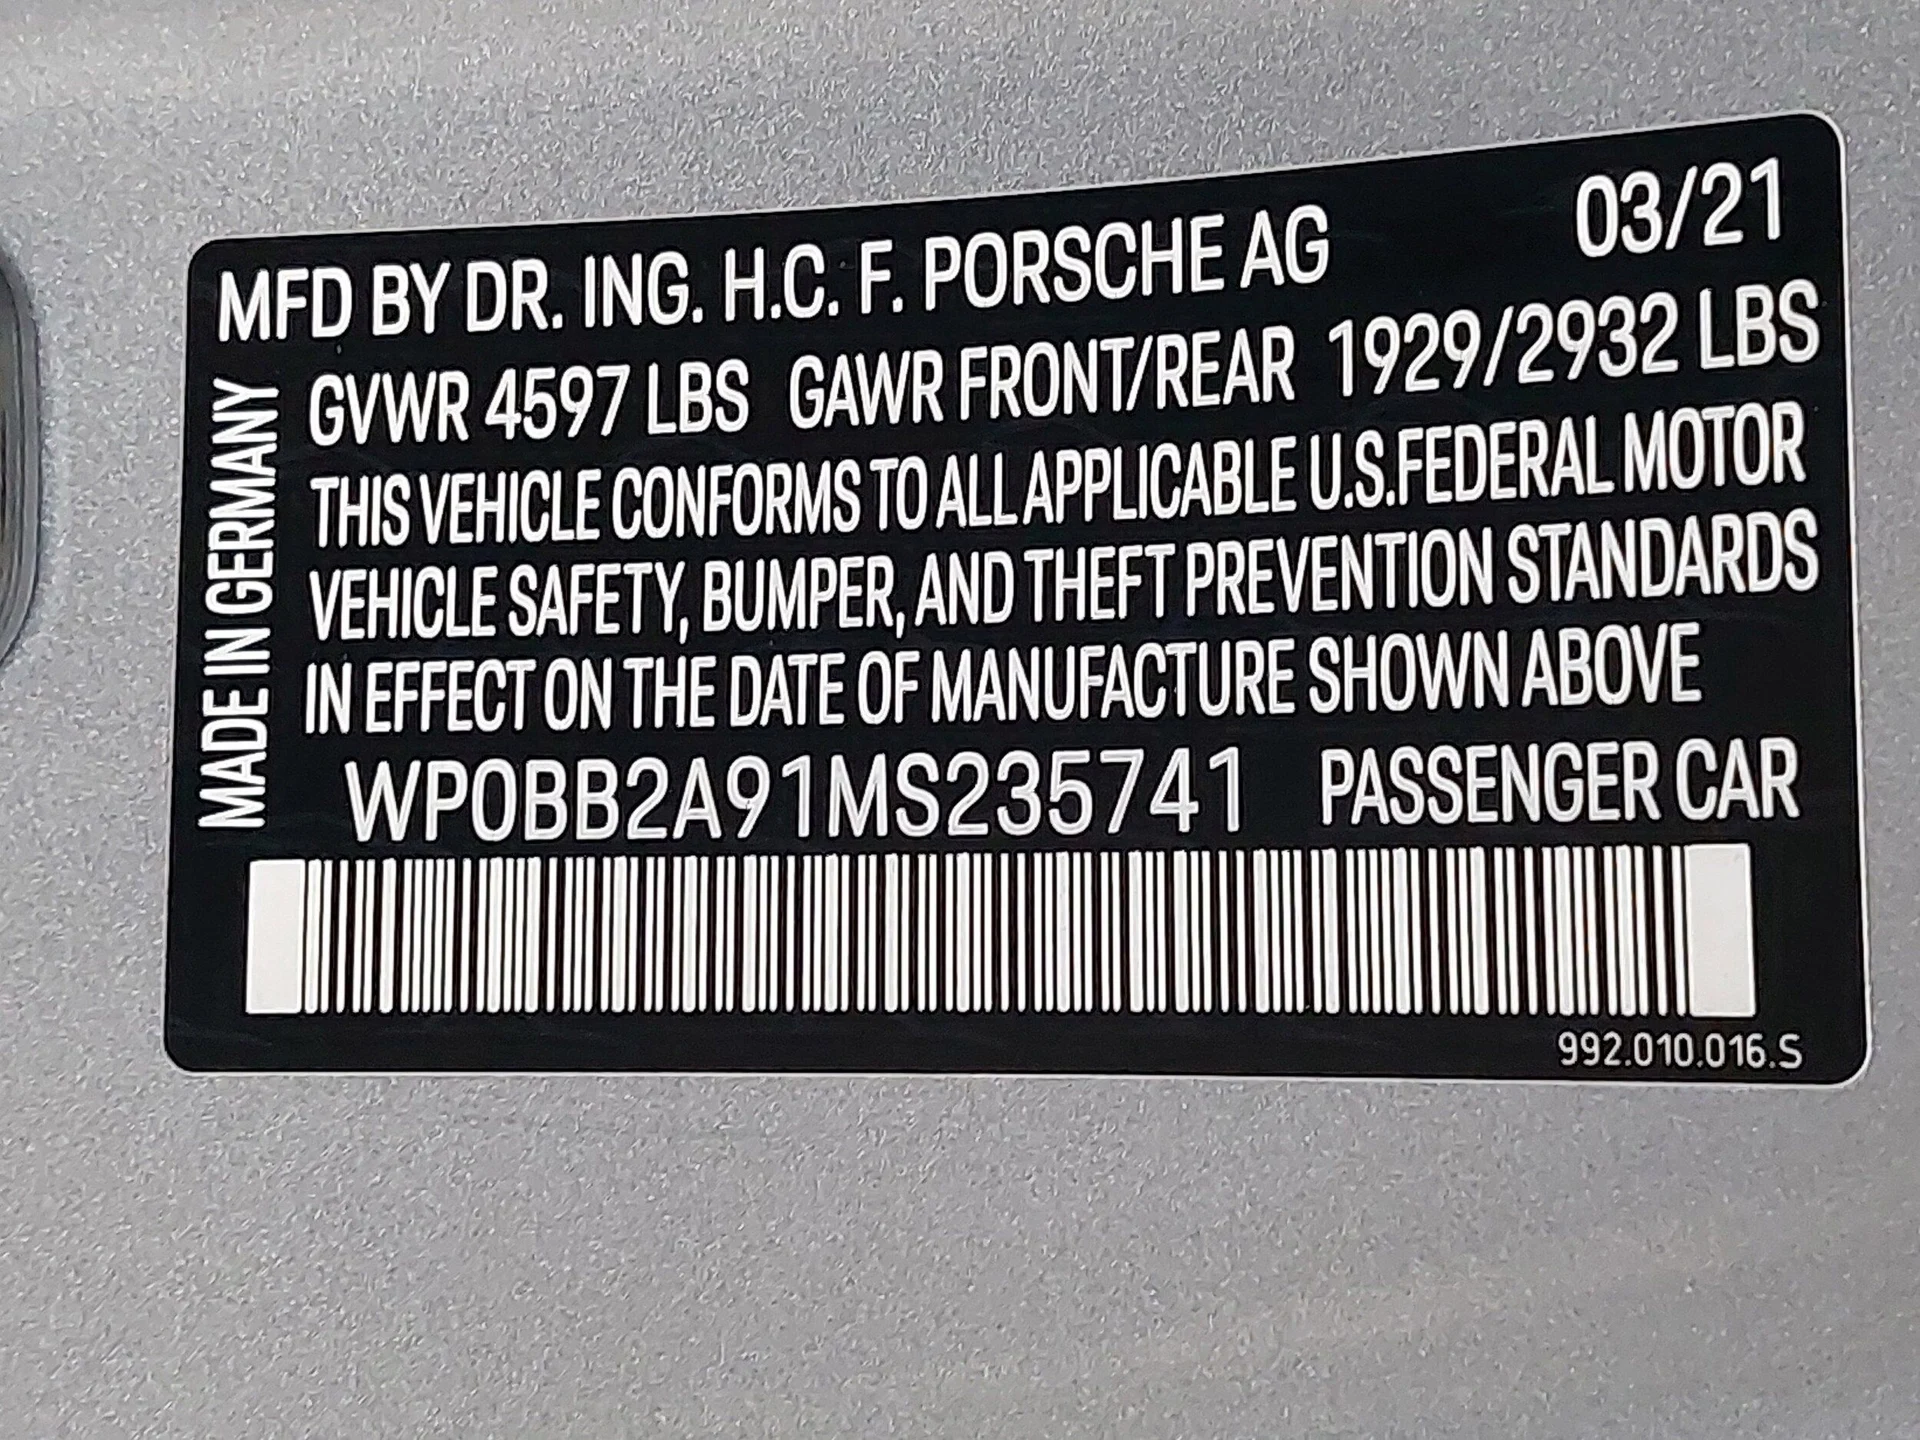 MFD BY DR. ING. H.C. F. PORSCHE AG 03/21
GVWR 4597 LBS GAWR FRONT/REAR 1929/2932 LBS
THIS VEHICLE CONFORMS TO ALL APPLICABLE U.S.FEDERAL MOTOR
VEHICLE SAFETY, BUMPER, AND THEFT PREVENTION STANDARDS
IN EFFECT ON THE DATE OF MANUFACTURE SHOWN ABOVE
WP0BB2A91MS235741 PASSENGER CAR
992.010.016.S
MADE IN GERMANY